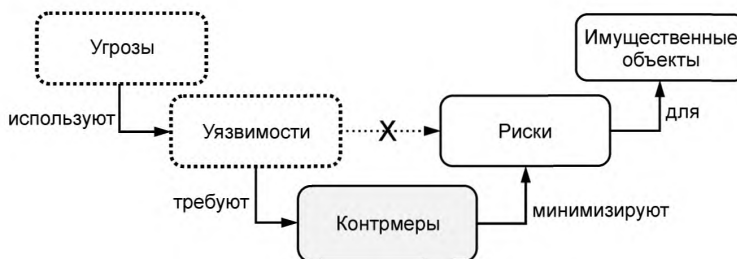 Угрозы
Имущественные
объекты
используют
Уязвимости
X
Риски
для
требуют
Контрмеры
минимизируют